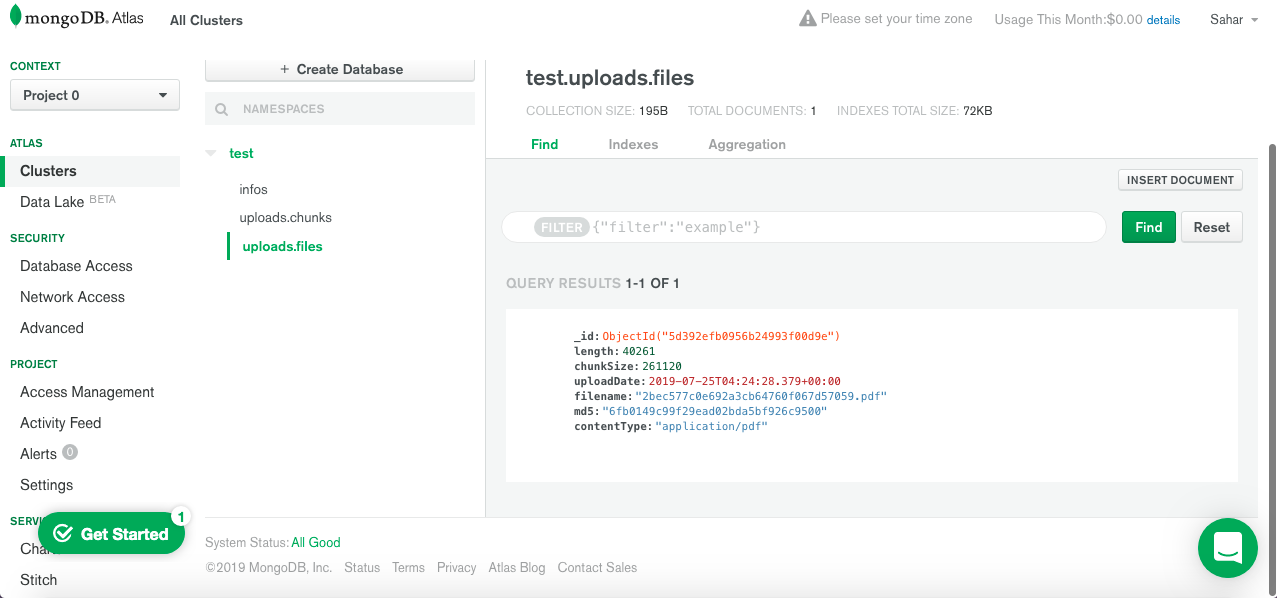 mongoDB. Atlas
All Clusters
Please set your time zone
Usage This Month:$0.00 details
Sahar
CONTEXT
Project 0
ATLAS
Clusters
Data Lake BETA
SECURITY
Database Access
Network Access
Advanced
PROJECT
Access Management
Activity Feed
Alerts 0
Settings
SERVI
Char
Stitch
Get Started
1
+ Create Database
NAMESPACES
test
infos
uploads.chunks
uploads.files
test.uploads.files
COLLECTION SIZE: 195B TOTAL DOCUMENTS: 1 INDEXES TOTAL SIZE: 72KB
Find Indexes Aggregation
INSERT DOCUMENT
FILTER {"filter":"example"}
Find
Reset
QUERY RESULTS 1-1 OF 1
_id: ObjectId("5d392efb0956b24993f00d9e")
length: 40261
chunkSize: 261120
uploadDate: 2019-07-25T04:24:28.379+00:00
filename: "2bec577c0e692a3cb64760f067d57059.pdf"
md5: "6fb0149c99f29ead02bda5bf926c9500"
contentType: "application/pdf"
System Status: All Good
©2019 MongoDB, Inc. Status Terms Privacy Atlas Blog Contact Sales